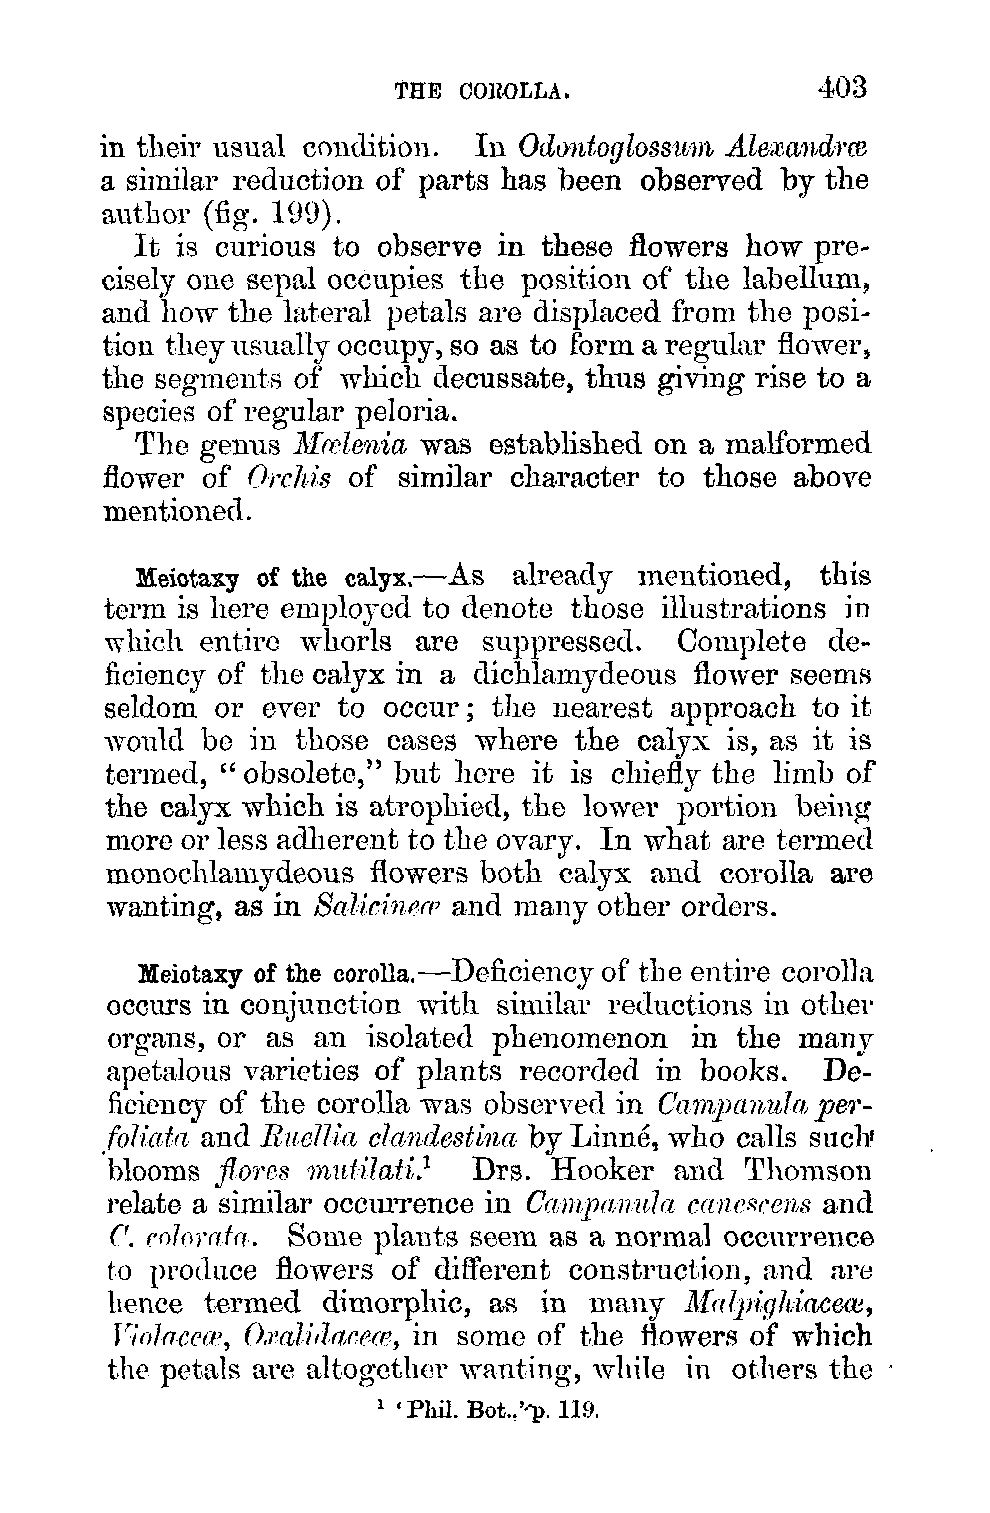 THE COROLLA. 403
in their usual condition. In Odontoglossum Alexandræ
a similar reduction of parts has been observed by the
author (fig. 199).
It is curious to observe in these flowers how pre-
cisely one sepal occupies the position of the labellum,
and how the lateral petals are displaced from the posi-
tion they usually occupy, so as to form a regular flower,
the segments of which decussate, thus giving rise to a
species of regular peloria.
The genus Mælenia was established on a malformed
flower of Orchis of similar character to those above
mentioned.
Meiotaxy of the calyx.—As already mentioned, this
term is here employed to denote those illustrations in
which entire whorls are suppressed. Complete de-
ficiency of the calyx in a dichlamydeous flower seems
seldom or ever to occur; the nearest approach to it
would be in those cases where the calyx is, as it is
termed, “obsolete,” but here it is chiefly the limb of
the calyx which is atrophied, the lower portion being
more or less adherent to the ovary. In what are termed
monochlamydeous flowers both calyx and corolla are
wanting, as in Salicineæ and many other orders.
Meiotaxy of the corolla.—Deficiency of the entire corolla
occurs in conjunction with similar reductions in other
organs, or as an isolated phenomenon in the many
apetalous varieties of plants recorded in books. De-
ficiency of the corolla was observed in Campanula per-
foliata and Ruellia clandestina by Linné, who calls such
blooms flores mutilati.¹ Drs. Hooker and Thomson
relate a similar occurrence in Campanula canescens and
C. colorata. Some plants seem as a normal occurrence
to produce flowers of different construction, and are
hence termed dimorphic, as in many Malpighiaceæ,
Violaceæ, Oxalidaceæ, in some of the flowers of which
the petals are altogether wanting, while in others the
¹ ‘Phil. Bot.,’ p. 119.